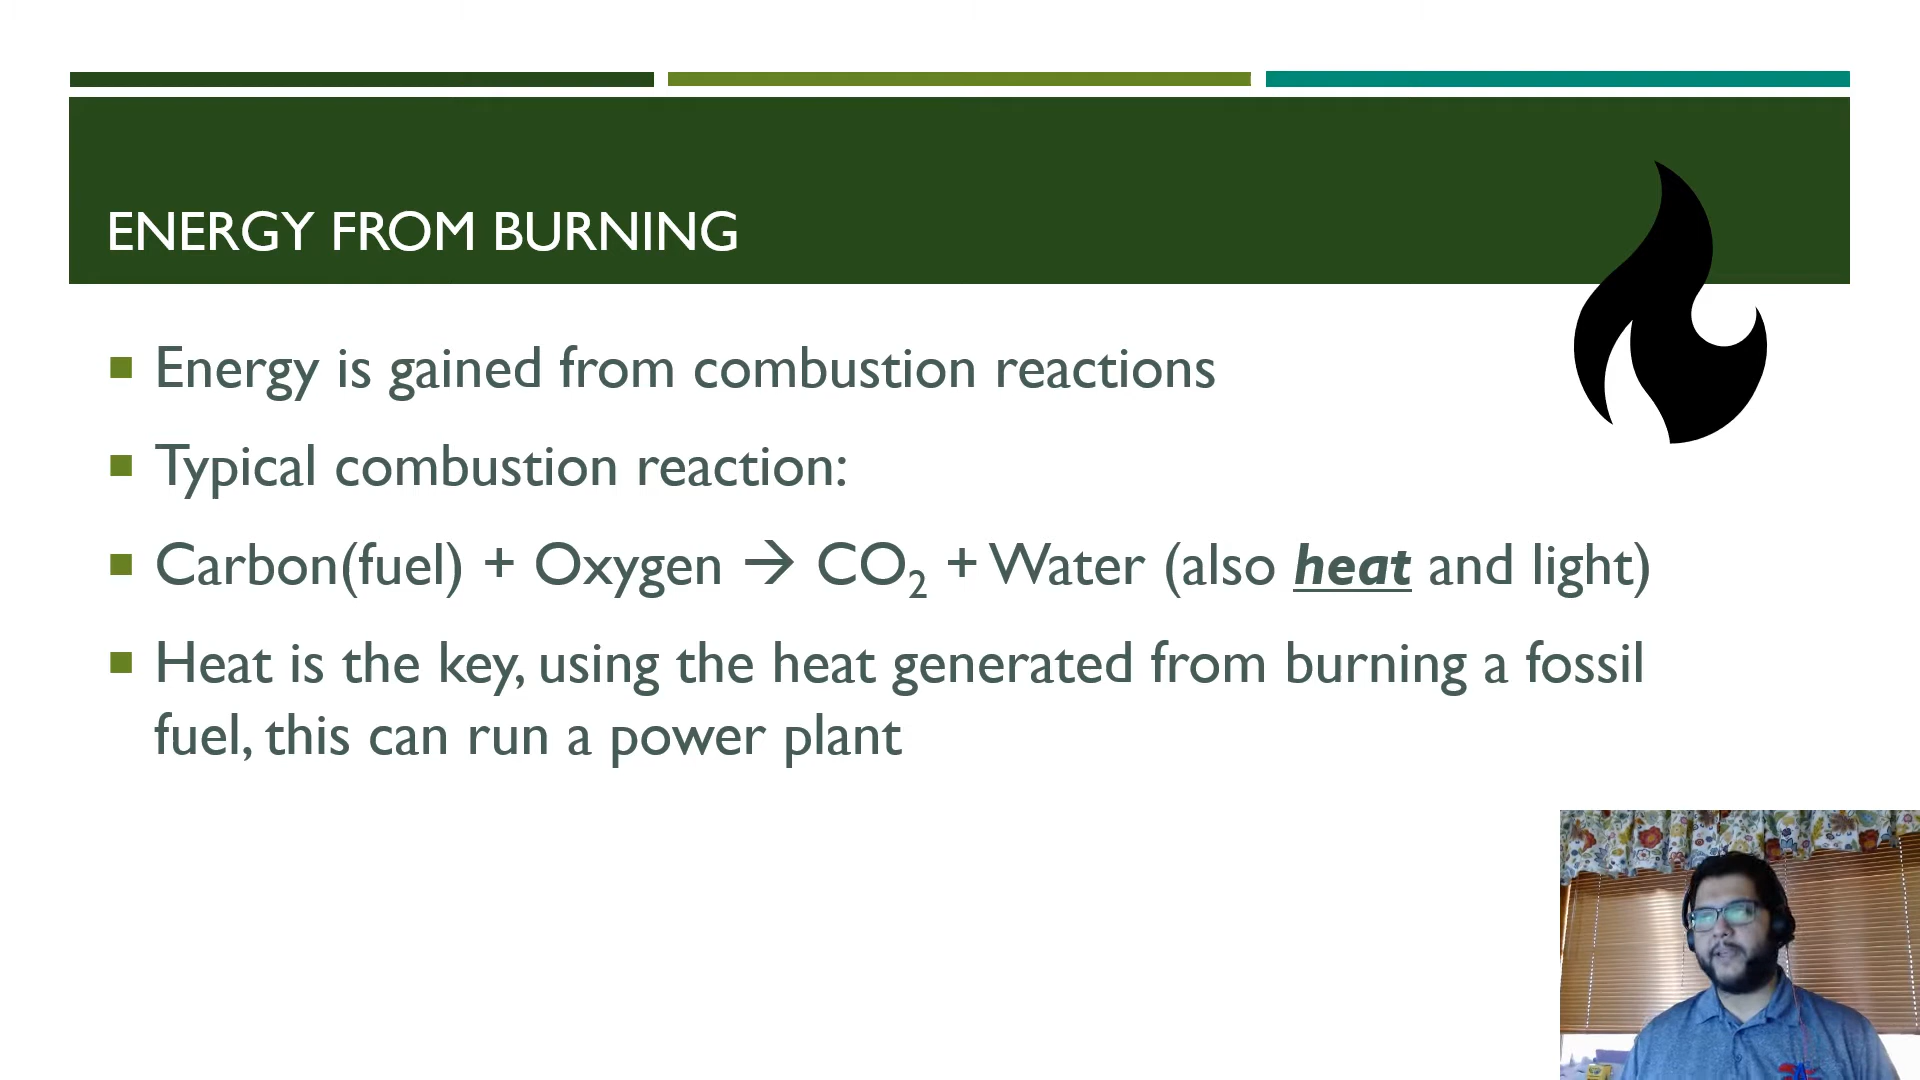 ENERGY FROM BURNING
Energy is gained from combustion reactions
Typical combustion reaction:
Carbon(fuel) + Oxygen → CO₂ + Water (also heat and light)
Heat is the key, using the heat generated from burning a fossil
fuel, this can run a power plant